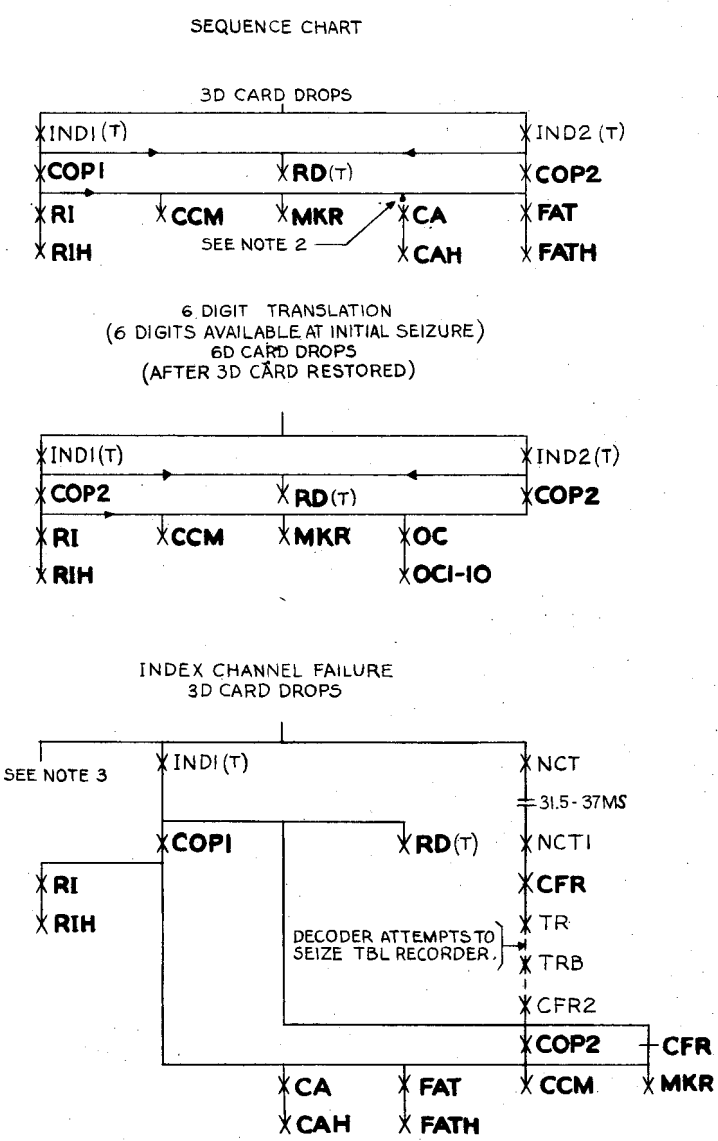 SEQUENCE CHART
3D CARD DROPS
IND1(T)
IND2(T)
COP1
RD(T)
COP2
RI
CCM
MKR
CA
FAT
SEE NOTE 2
RIH
CAH
FATH
6 DIGIT TRANSLATION
(6 DIGITS AVAILABLE AT INITIAL SEIZURE)
6D CARD DROPS
(AFTER 3D CARD RESTORED)
IND1(T)
IND2(T)
COP2
RD(T)
COP2
RI
CCM
MKR
OC
RIH
OC1-10
INDEX CHANNEL FAILURE
3D CARD DROPS
SEE NOTE 3
IND1(T)
NCT
31.5-37MS
COP1
RD(T)
NCT1
RI
CFR
RIH
TR
DECODER ATTEMPTS TO
SEIZE TBL RECORDER.
TRB
CFR2
COP2
CFR
CA
FAT
CCM
MKR
CAH
FATH